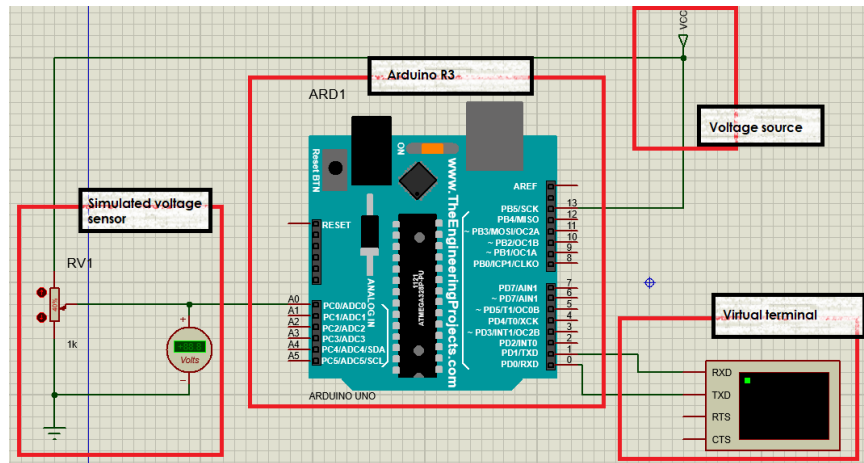 VCC
Arduino R3
ARD1
Voltage source
Reset BTN
ON
www.TheEngineeringProjects.com
AREF
PB5/SCK
13
PB4/MISO
12
~ PB3/MOSI/OC2A
11
~ PB2/OC1B
10
~ PB1/OC1A
9
PB0/ICP1/CLKO
8
Simulated voltage
sensor
RESET
RV1
1k
ANALOG IN
1121
ATMEGA328P-PU
A0
PC0/ADC0
A1
PC1/ADC1
A2
PC2/ADC2
A3
PC3/ADC3
A4
PC4/ADC4/SDA
A5
PC5/ADC5/SCL
PD7/AIN1
7
~ PD7/AIN1
6
~ PD5/T1/OC0B
5
PD4/T0/XCK
4
~ PD3/INT1/OC2B
3
PD2/INT0
2
PD1/TXD
1
PD0/RXD
0
+
Volts
ARDUINO UNO
Virtual terminal
RXD
TXD
RTS
CTS